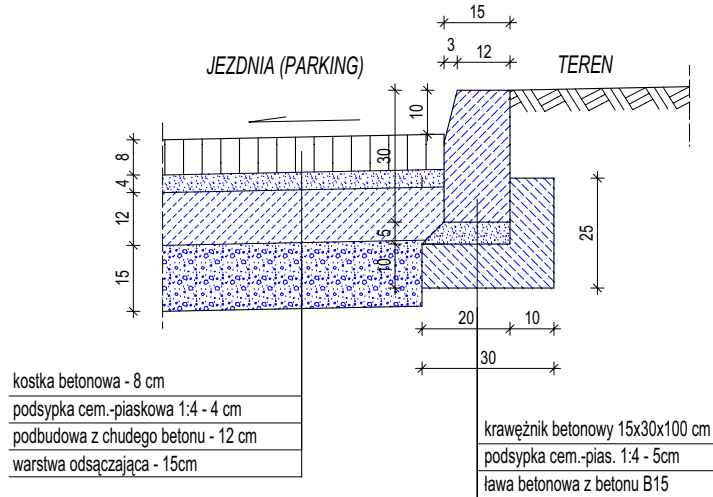 15
3 12
JEZDNIA (PARKING)
TEREN
10
30
8
4
12
15
5
10
25
20 10
30
kostka betonowa - 8 cm
podsypka cem.-piaskowa 1:4 - 4 cm
podbudowa z chudego betonu - 12 cm
warstwa odsączająca - 15cm
krawężnik betonowy 15x30x100 cm
podsypka cem.-pias. 1:4 - 5cm
ława betonowa z betonu B15